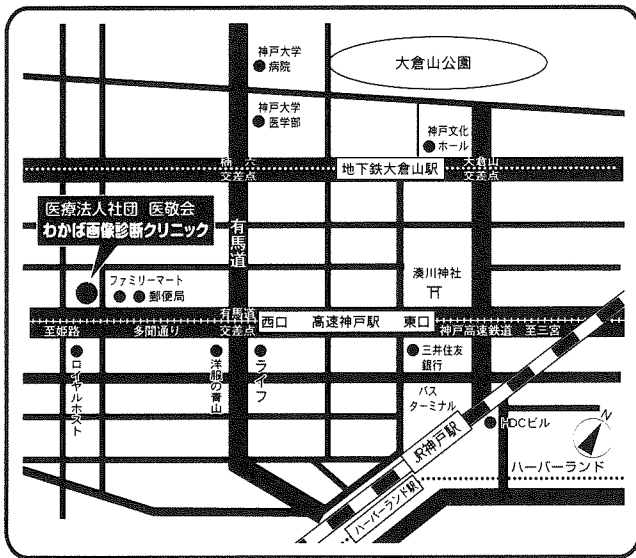 神戸大学
病院
大倉山公園
神戸大学
医学部
神戸文化
ホール
楠六
交差点
地下鉄大倉山駅
大倉山
交差点
医療法人社団 医敬会
わかば画像診断クリニック
有馬道
湊川神社
ファミリーマート
郵便局
有馬道
交差点
西口 高速神戸駅 東口
至姫路
多聞通り
神戸高速鉄道
至三宮
ロイヤルホスト
洋服の青山
ライフ
三井住友
銀行
バス
ターミナル
JR神戸駅
HDCビル
N
ハーバーランド
ハーバーランド駅